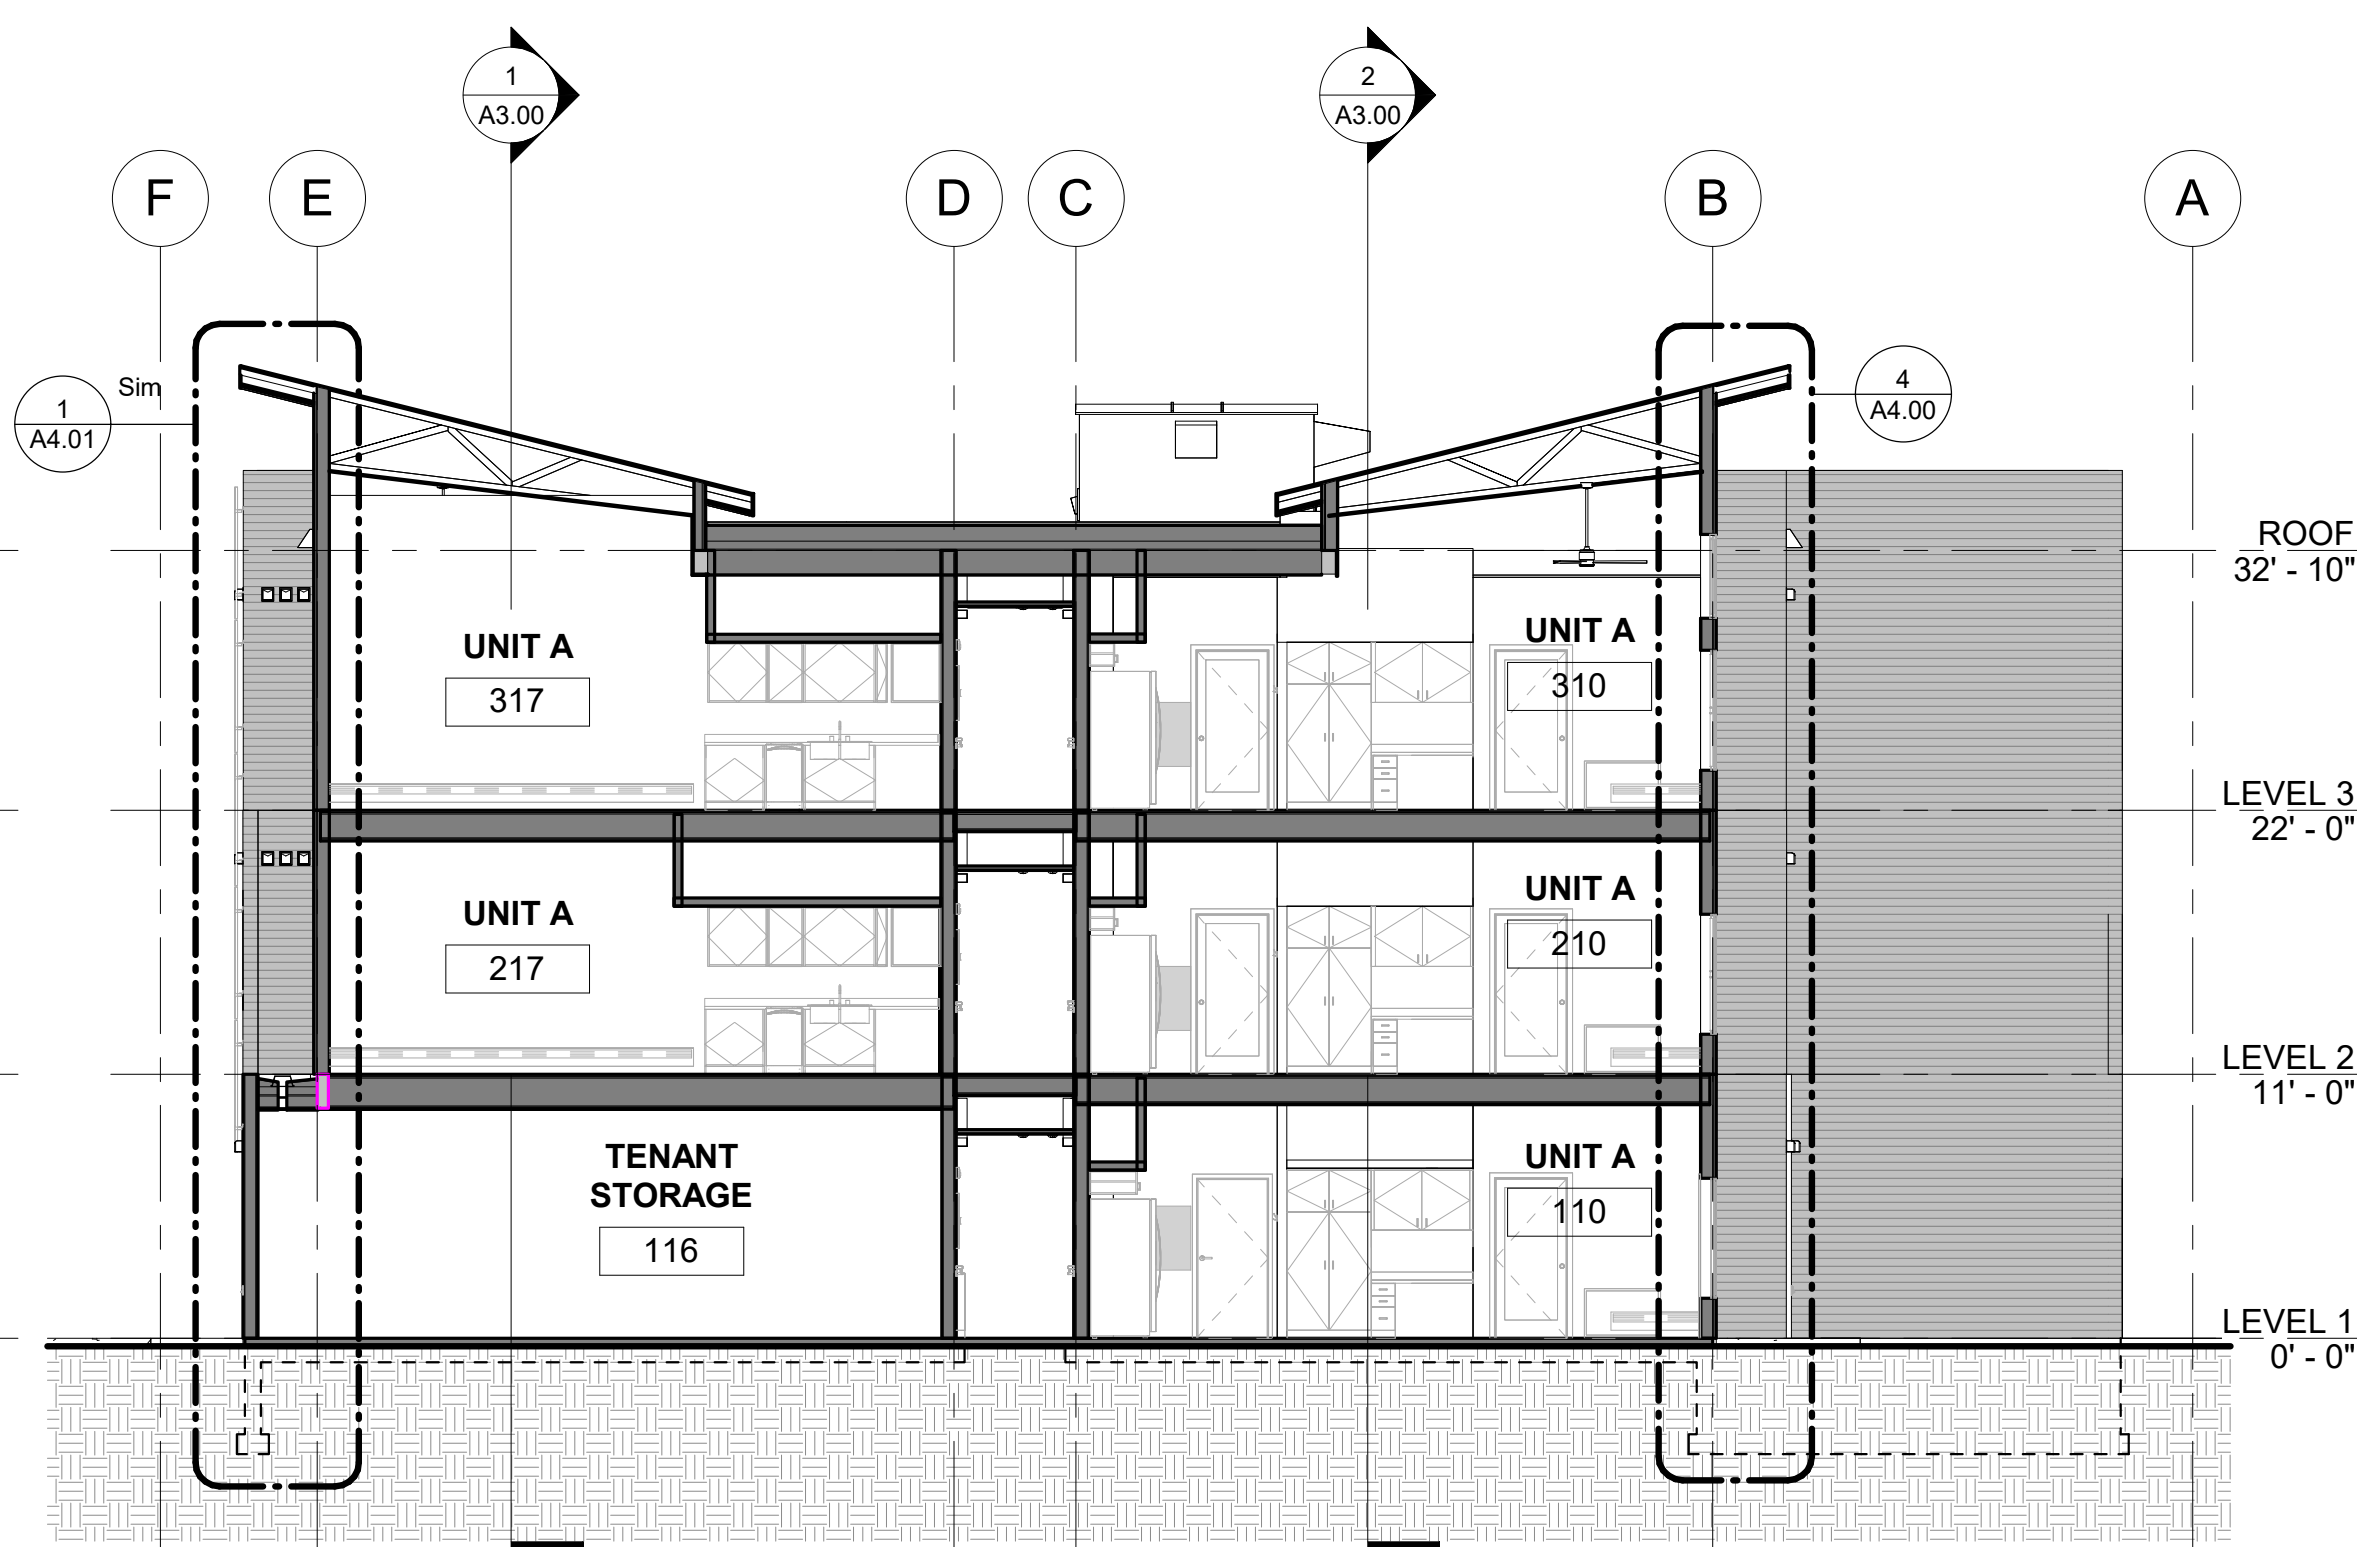 1
A3.00
2
A3.00
F
E
D
C
B
A
1
A4.01
Sim
4
A4.00
ROOF
32' - 10"
UNIT A
317
UNIT A
310
LEVEL 3
22' - 0"
UNIT A
217
UNIT A
210
LEVEL 2
11' - 0"
TENANT
STORAGE
116
UNIT A
110
LEVEL 1
0' - 0"